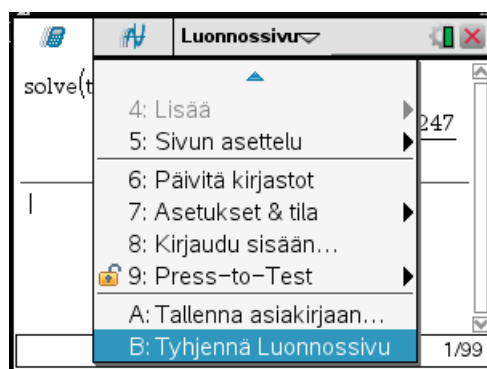 Luonnossivu
solve(t
247
4: Lisää
5: Sivun asettelu
6: Päivitä kirjastot
7: Asetukset & tila
8: Kirjaudu sisään...
9: Press-to-Test
A: Tallenna asiakirjaan...
B: Tyhjennä Luonnossivu
1/99